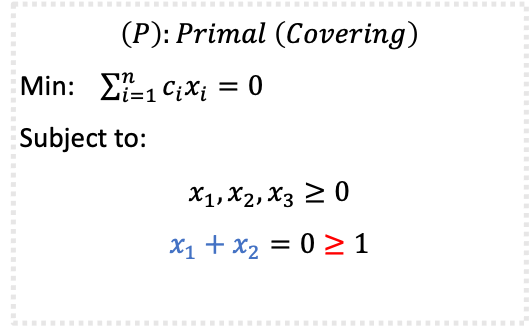 (P): Primal (Covering)
Min: ∑ⁿᵢ₌₁ cᵢxᵢ = 0
Subject to:
x₁, x₂, x₃ ≥ 0
x₁ + x₂ = 0 ≥ 1